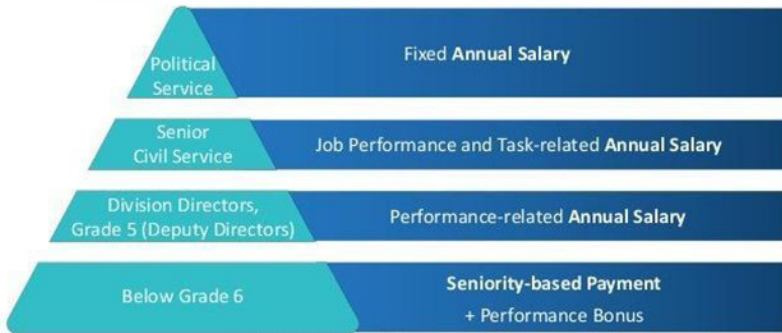 Political
Service
Fixed Annual Salary
Senior
Civil Service
Job Performance and Task-related Annual Salary
Division Directors,
Grade 5 (Deputy Directors)
Performance-related Annual Salary
Below Grade 6
Seniority-based Payment
+ Performance Bonus